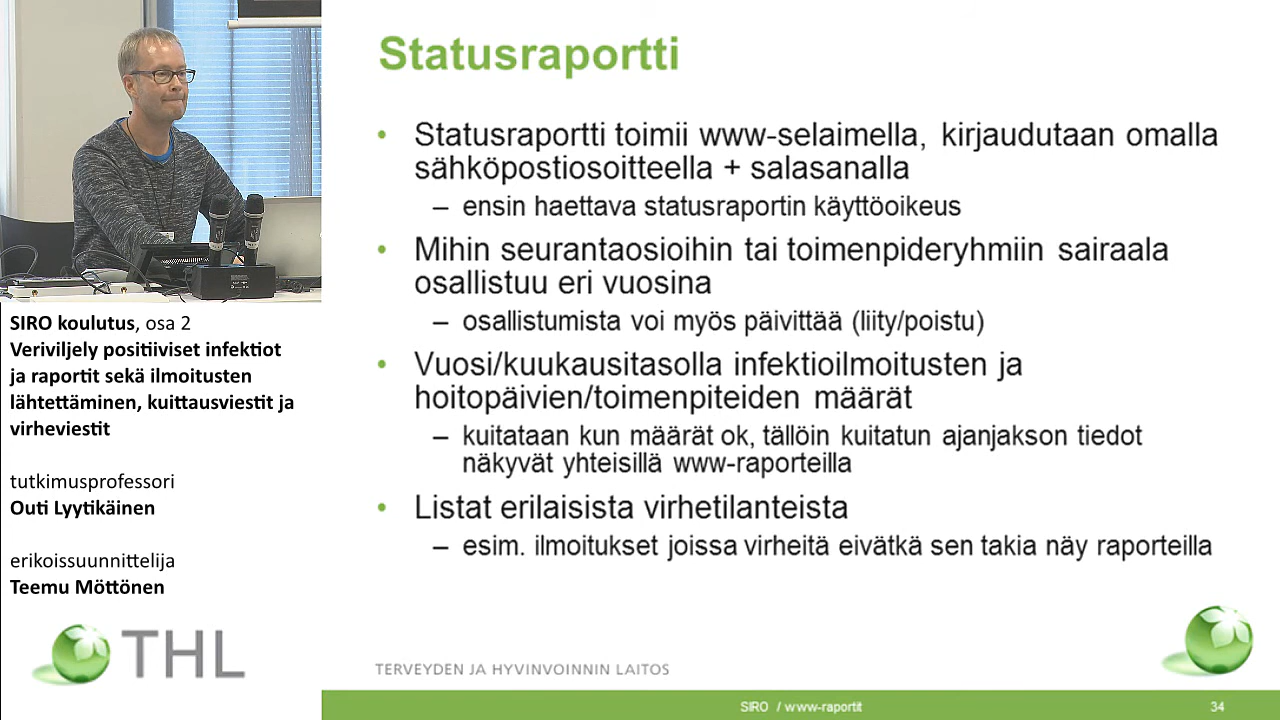 SIRO koulutus, osa 2
Veriviljely positiiviset infektiot
ja raportit sekä ilmoitusten
lähtettäminen, kuittausviestit ja
virheviestit
tutkimusprofessori
Outi Lyytikäinen
erikoissuunnittelija
Teemu Möttönen
THL
Statusraportti
• Statusraportti toimii www-selaimella, kirjaudutaan omalla
sähköpostiosoitteella + salasanalla
– ensin haettava statusraportin käyttöoikeus
• Mihin seurantaosioihin tai toimenpideryhmiin sairaala
osallistuu eri vuosina
– osallistumista voi myös päivittää (liity/poistu)
• Vuosi/kuukausitasolla infektioilmoitusten ja
hoitopäivien/toimenpiteiden määrät
– kuitataan kun määrät ok, tällöin kuitatun ajanjakson tiedot
näkyvät yhteisillä www-raporteilla
• Listat erilaisista virhetilanteista
– esim. ilmoitukset joissa virheitä eivätkä sen takia näy raporteilla
TERVEYDEN JA HYVINVOINNIN LAITOS
SIRO / www-raportit
34